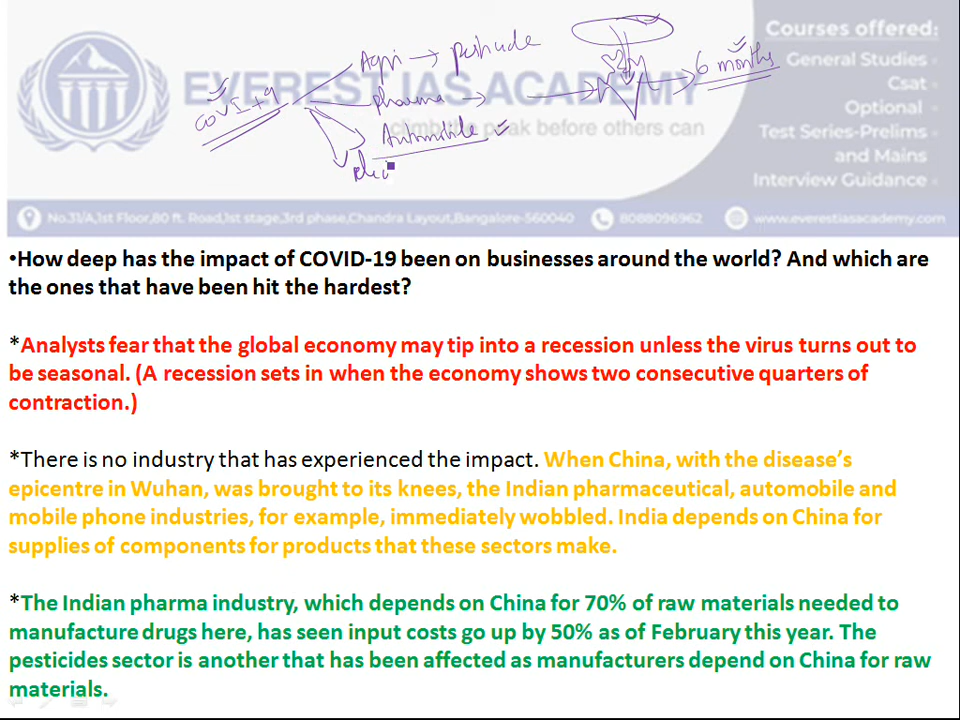 Courses offered:
General Studies
Csat
Optional
Test Series-Prelims
and Mains
Interview Guidance
EVEREST IAS ACADEMY
climb the peak before others can
Agri → pesticide
COVID 19
pharma →
→ 6 months
Automobile
Elec
No.31/A,1st Floor,80 ft. Road,1st stage,3rd phase,Chandra Layout,Bangalore-560040
8088096962
www.everestiasacademy.com
•How deep has the impact of COVID-19 been on businesses around the world? And which are
the ones that have been hit the hardest?
*Analysts fear that the global economy may tip into a recession unless the virus turns out to
be seasonal. (A recession sets in when the economy shows two consecutive quarters of
contraction.)
*There is no industry that has experienced the impact. When China, with the disease’s
epicentre in Wuhan, was brought to its knees, the Indian pharmaceutical, automobile and
mobile phone industries, for example, immediately wobbled. India depends on China for
supplies of components for products that these sectors make.
*The Indian pharma industry, which depends on China for 70% of raw materials needed to
manufacture drugs here, has seen input costs go up by 50% as of February this year. The
pesticides sector is another that has been affected as manufacturers depend on China for raw
materials.